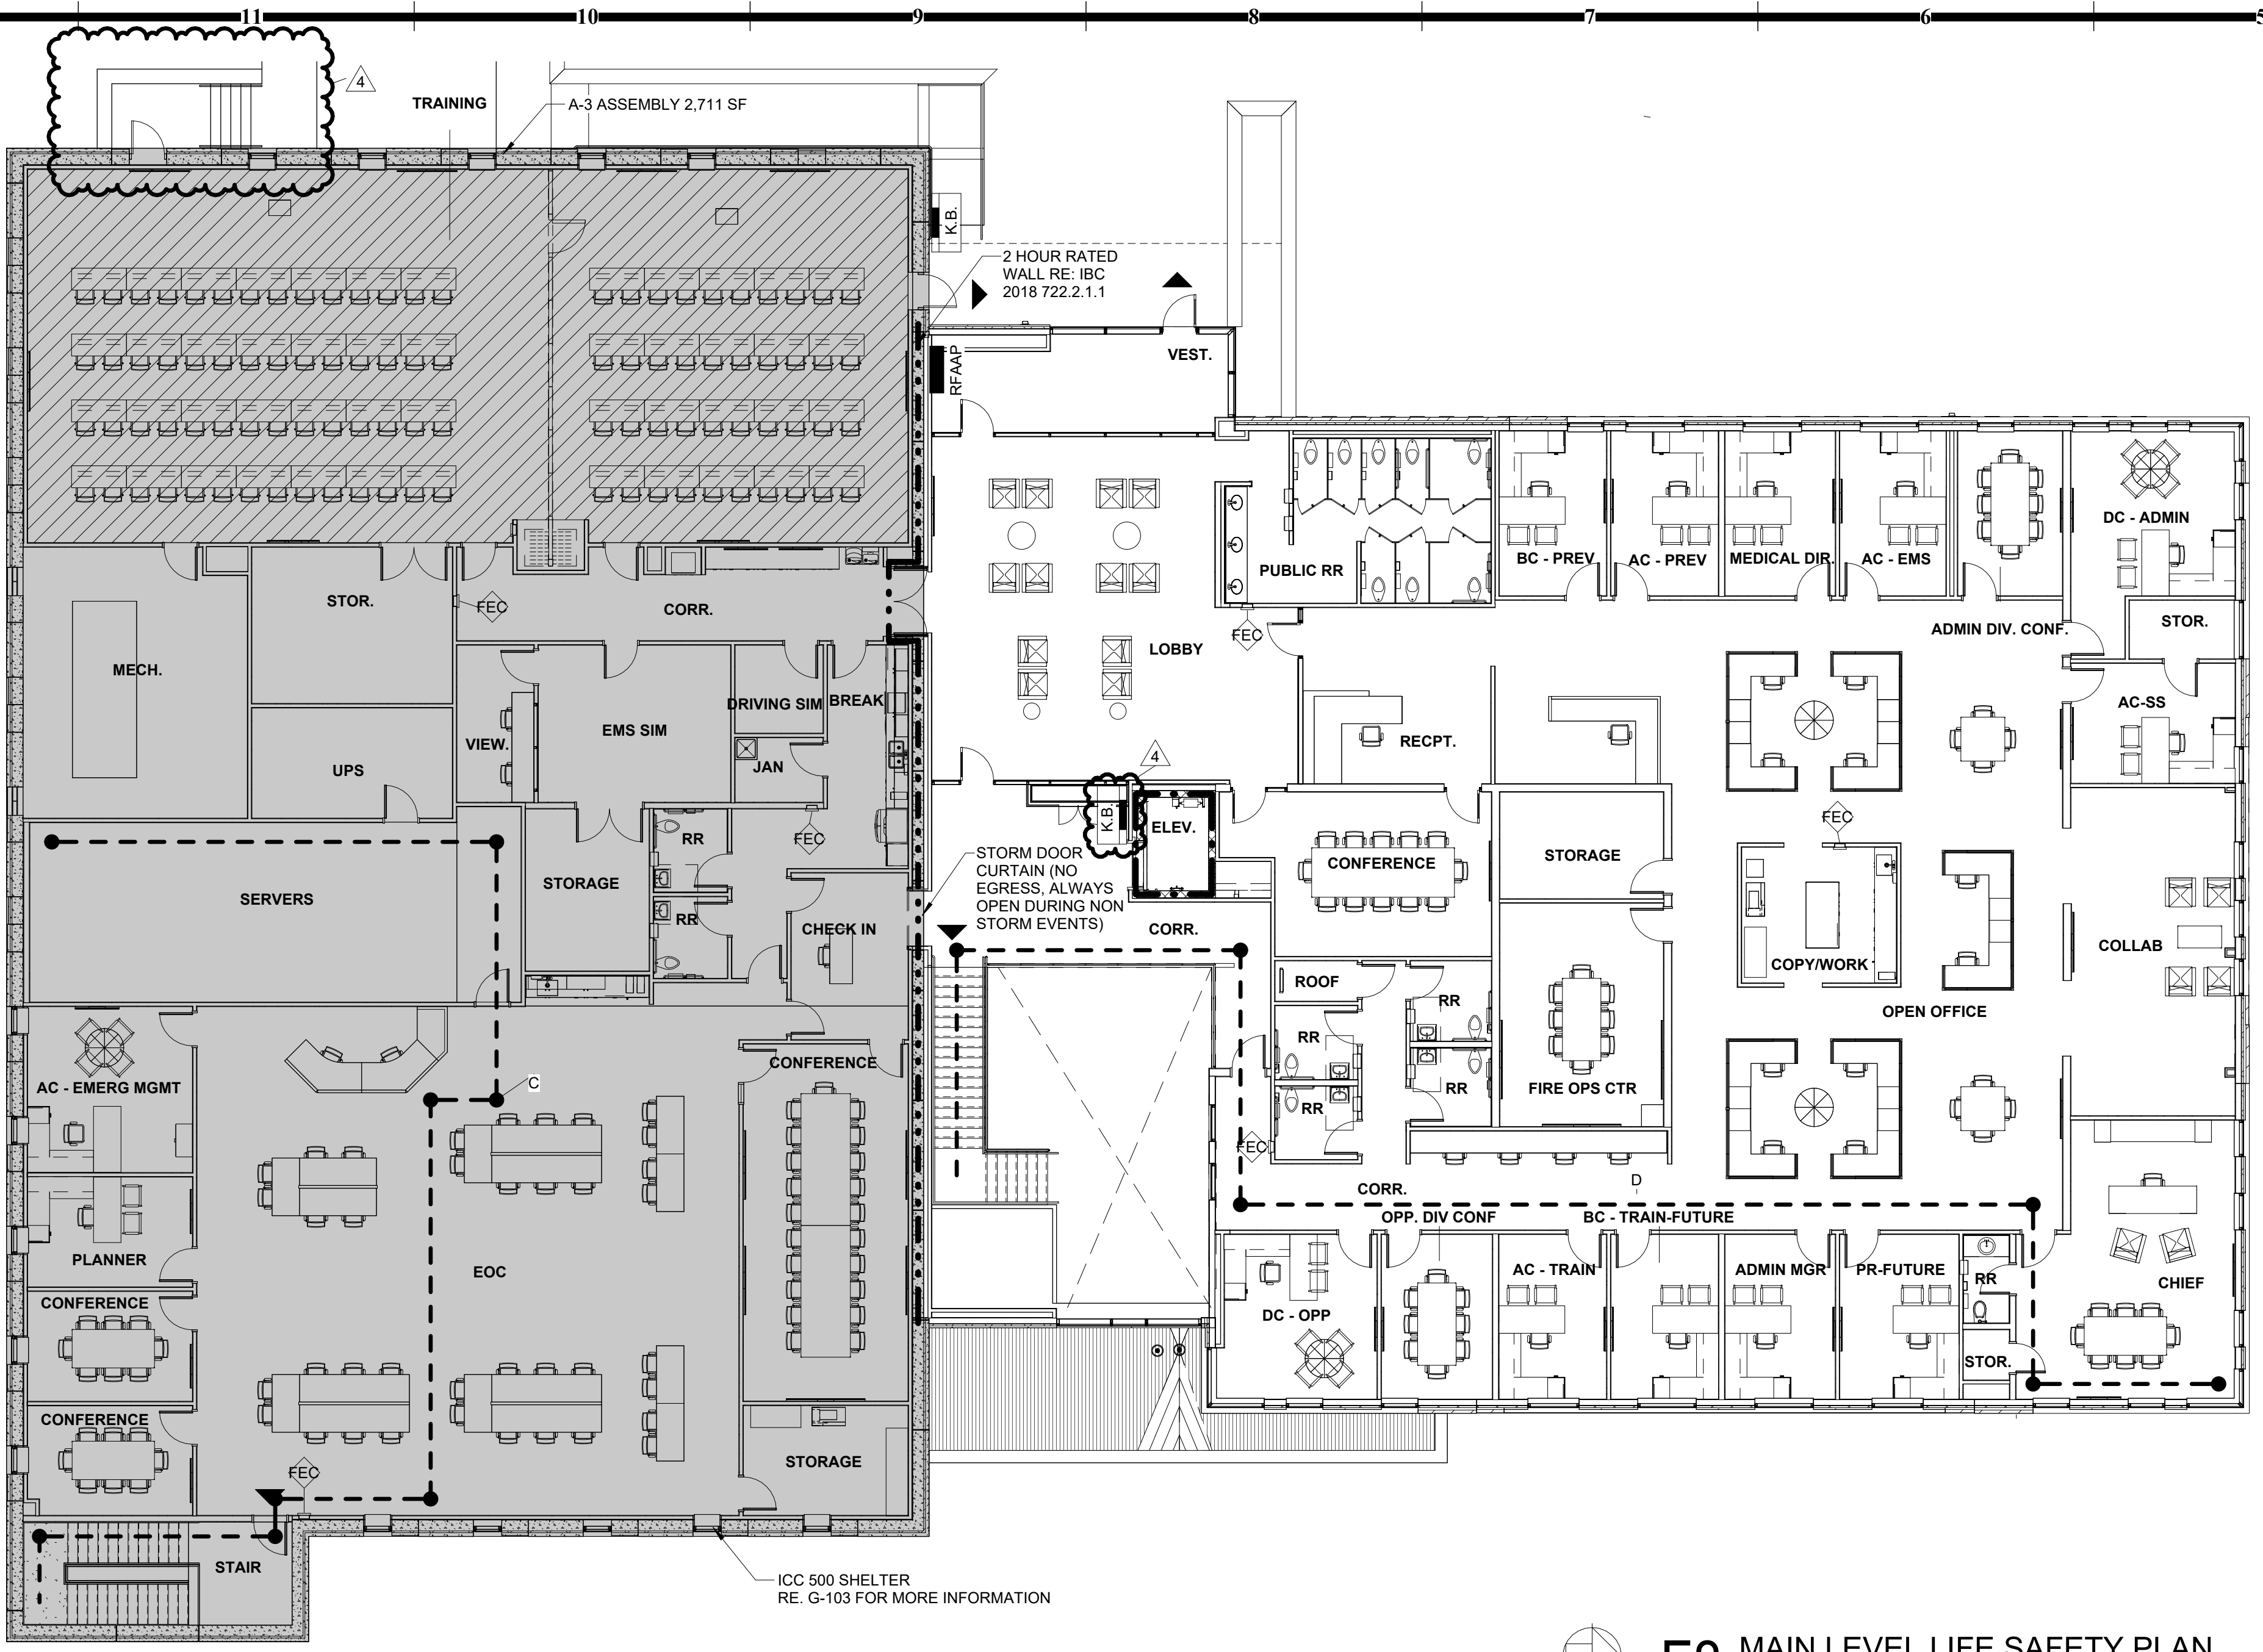 11
10
9
8
7
6
5
4
TRAINING
A-3 ASSEMBLY 2,711 SF
K.B.
2 HOUR RATED
WALL RE: IBC
2018 722.2.1.1
RFAAP
VEST.
BC - PREV
AC - PREV
MEDICAL DIR.
AC - EMS
DC - ADMIN
PUBLIC RR
STOR.
FEC
CORR.
FEC
LOBBY
ADMIN DIV. CONF.
STOR.
MECH.
DRIVING SIM
BREAK
AC-SS
VIEW.
EMS SIM
RECPT.
UPS
JAN
4
K.B.
ELEV.
FEC
RR
FEC
STORAGE
CONFERENCE
STORAGE
STORM DOOR
CURTAIN (NO
EGRESS, ALWAYS
OPEN DURING NON
STORM EVENTS)
SERVERS
RR
CHECK IN
CORR.
COLLAB
COPY/WORK
ROOF
RR
OPEN OFFICE
RR
AC - EMERG MGMT
C
CONFERENCE
RR
RR
FIRE OPS CTR
FEC
CORR.
D
OPP. DIV CONF
BC - TRAIN-FUTURE
PLANNER
EOC
AC - TRAIN
ADMIN MGR
PR-FUTURE
RR
CHIEF
CONFERENCE
DC - OPP
STOR.
CONFERENCE
FEC
STORAGE
STAIR
ICC 500 SHELTER
RE. G-103 FOR MORE INFORMATION
MAIN LEVEL LIFE SAFETY PLAN